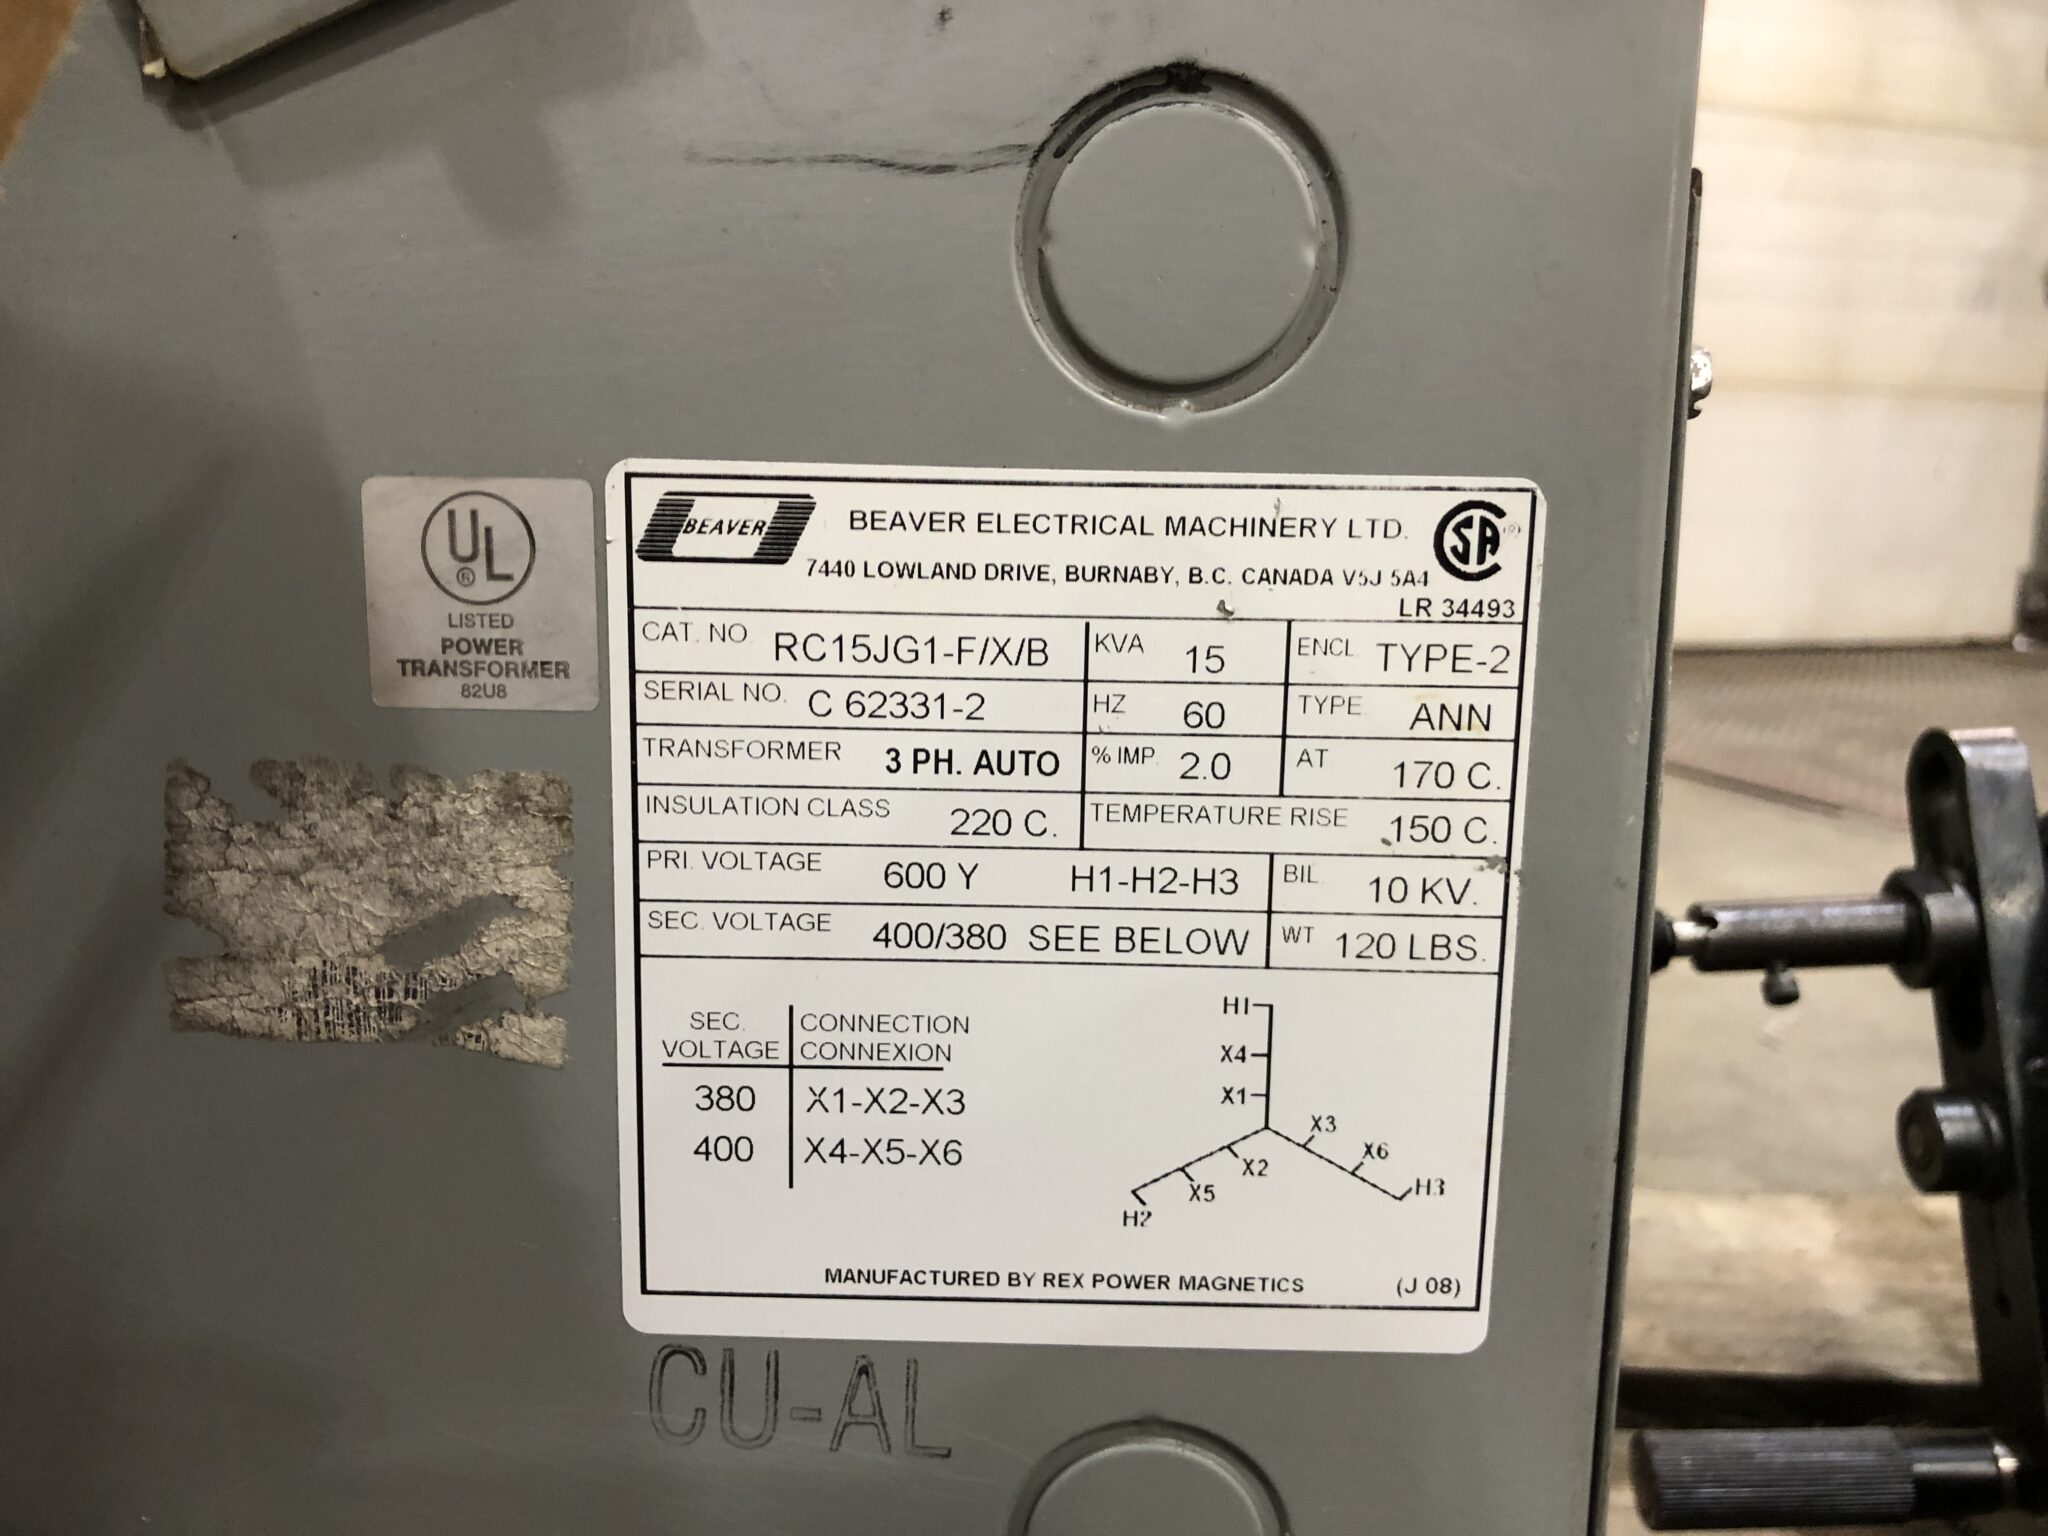 UL
®
LISTED
POWER
TRANSFORMER
82U8
BEAVER
BEAVER ELECTRICAL MACHINERY LTD.
SA ®
7440 LOWLAND DRIVE, BURNABY, B.C. CANADA V5J 5A4
LR 34493
CAT. NO. RC15JG1-F/X/B KVA 15 ENCL TYPE-2
SERIAL NO. C 62331-2 HZ 60 TYPE ANN
TRANSFORMER 3 PH. AUTO % IMP. 2.0 AT 170 C.
INSULATION CLASS 220 C. TEMPERATURE RISE 150 C.
PRI. VOLTAGE 600 Y H1-H2-H3 BIL 10 KV.
SEC. VOLTAGE 400/380 SEE BELOW WT 120 LBS.
SEC. CONNECTION
VOLTAGE CONNEXION
380 X1-X2-X3
400 X4-X5-X6
H1
X4
X1
X3
X6
X2
X5
H3
H2
MANUFACTURED BY REX POWER MAGNETICS (J 08)
CU-AL